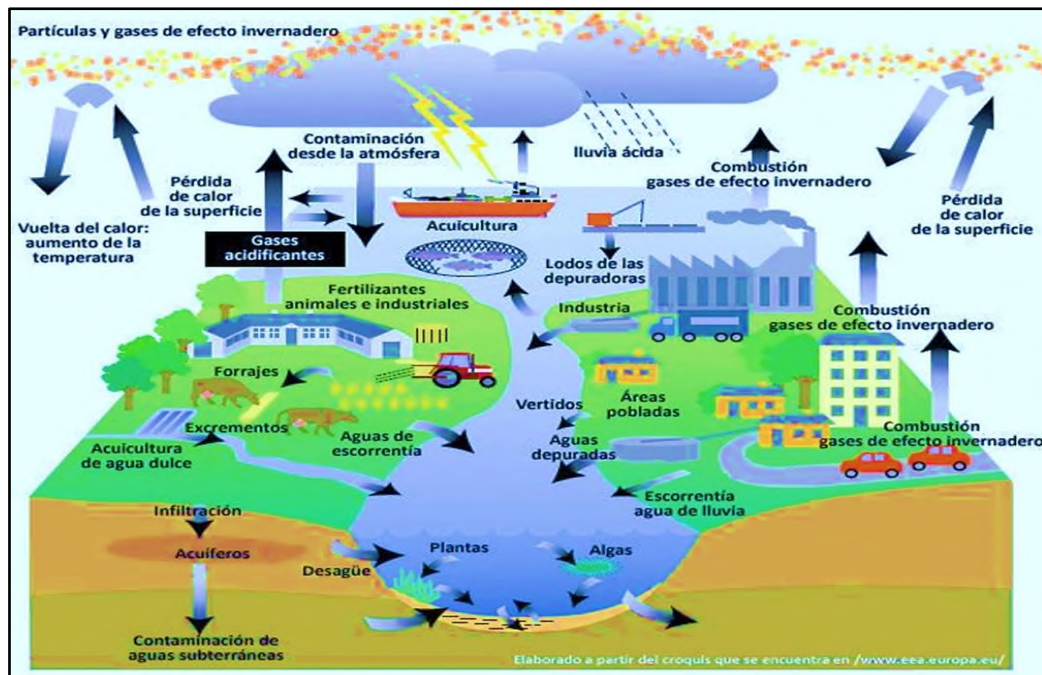 Partículas y gases de efecto invernadero
Contaminación
desde la atmósfera
lluvia ácida
Combustión
gases de efecto invernadero
Pérdida
de calor
de la superficie
Pérdida
de calor
de la superficie
Vuelta del calor:
aumento de la
temperatura
Gases
acidificantes
Acuicultura
Lodos de las
depuradoras
Fertilizantes
animales e industriales
Industria
Combustión
gases de efecto invernadero
Forrajes
Vertidos
Áreas
pobladas
Excrementos
Acuicultura
de agua dulce
Aguas de
escorrentía
Aguas
depuradas
Combustión
gases de efecto invernadero
Escorrentía
agua de lluvia
Infiltración
Acuíferos
Desagüe
Plantas
Algas
Contaminación de
aguas subterráneas
Elaborado a partir del croquis que se encuentra en /www.eea.europa.eu/